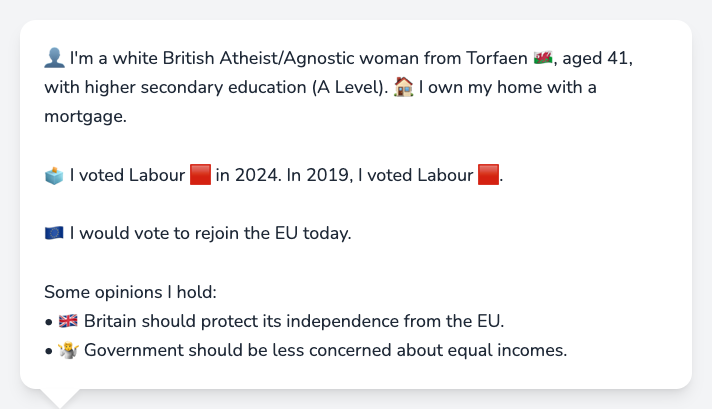 👤 I'm a white British Atheist/Agnostic woman from Torfaen 🏴󠁧󠁢󠁷󠁬󠁳󠁿, aged 41,
with higher secondary education (A Level). 🏠 I own my home with a
mortgage.
🗳️ I voted Labour 🟥 in 2024. In 2019, I voted Labour 🟥.
🇪🇺 I would vote to rejoin the EU today.
Some opinions I hold:
• 🇬🇧 Britain should protect its independence from the EU.
• 🤷 Government should be less concerned about equal incomes.